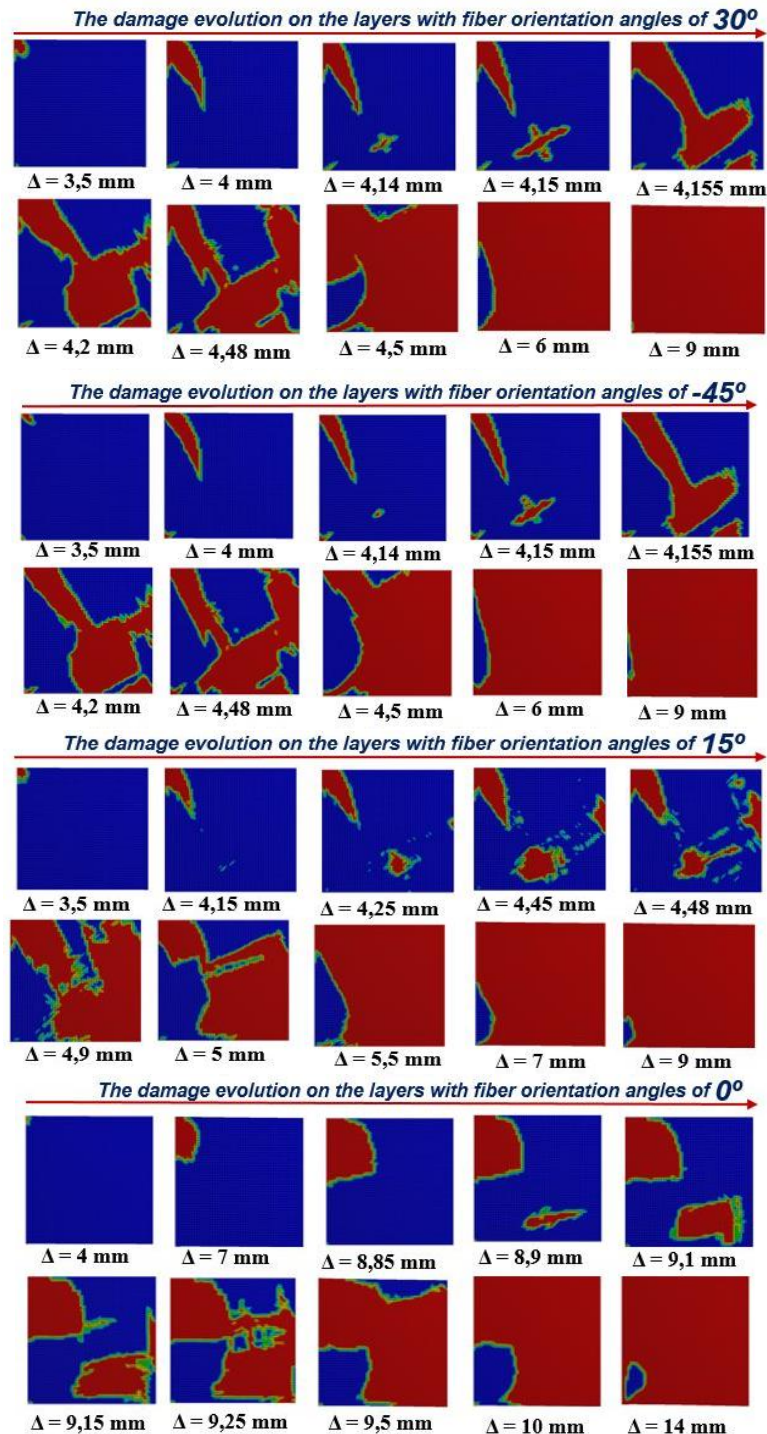 The damage evolution on the layers with fiber orientation angles of 30º
Δ = 3,5 mm Δ = 4 mm Δ = 4,14 mm Δ = 4,15 mm Δ = 4,155 mm
Δ = 4,2 mm Δ = 4,48 mm Δ = 4,5 mm Δ = 6 mm Δ = 9 mm
The damage evolution on the layers with fiber orientation angles of -45º
Δ = 3,5 mm Δ = 4 mm Δ = 4,14 mm Δ = 4,15 mm Δ = 4,155 mm
Δ = 4,2 mm Δ = 4,48 mm Δ = 4,5 mm Δ = 6 mm Δ = 9 mm
The damage evolution on the layers with fiber orientation angles of 15º
Δ = 3,5 mm Δ = 4,15 mm Δ = 4,25 mm Δ = 4,45 mm Δ = 4,48 mm
Δ = 4,9 mm Δ = 5 mm Δ = 5,5 mm Δ = 7 mm Δ = 9 mm
The damage evolution on the layers with fiber orientation angles of 0º
Δ = 4 mm Δ = 7 mm Δ = 8,85 mm Δ = 8,9 mm Δ = 9,1 mm
Δ = 9,15 mm Δ = 9,25 mm Δ = 9,5 mm Δ = 10 mm Δ = 14 mm